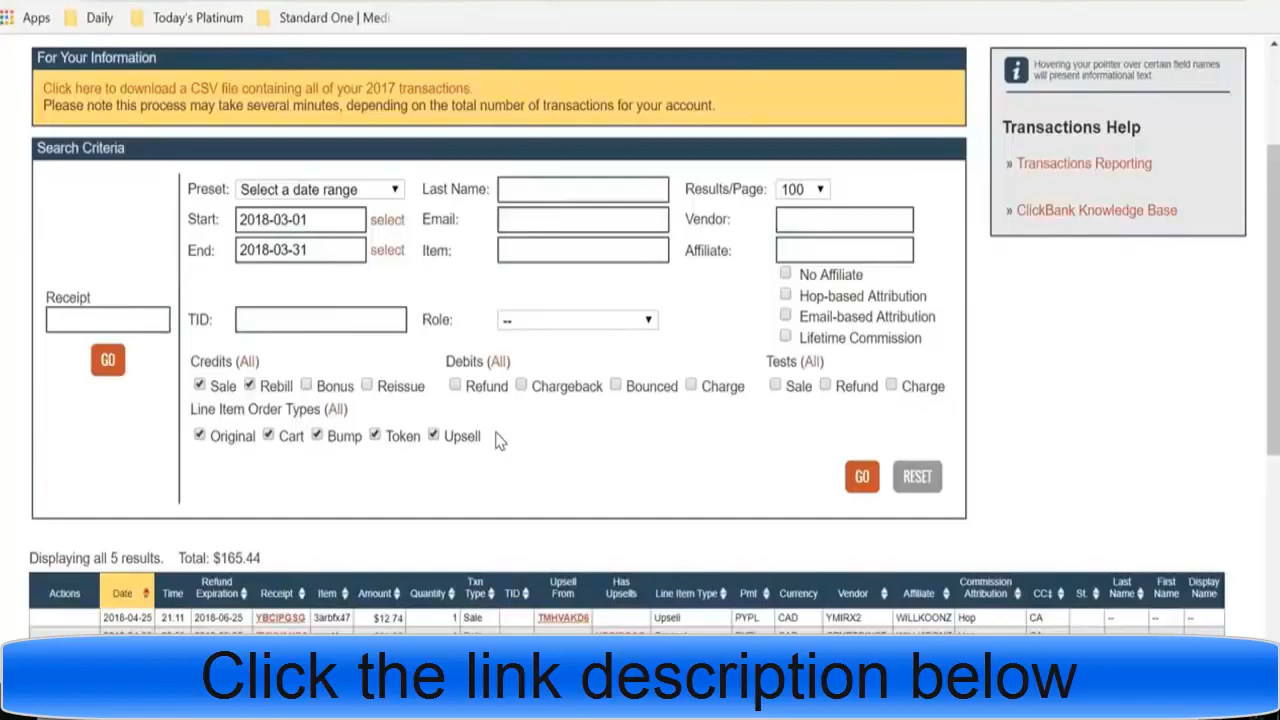 Apps Daily Today's Platinum Standard One | Medi
For Your Information
Click here to download a CSV file containing all of your 2017 transactions.
Please note this process may take several minutes, depending on the total number of transactions for your account.
Hovering your pointer over certain field names
will present informational text.
Transactions Help
» Transactions Reporting
» ClickBank Knowledge Base
Search Criteria
Preset: Select a date range Last Name: Results/Page: 100
Start: 2018-03-01 select Email: Vendor:
End: 2018-03-31 select Item: Affiliate:
No Affiliate
Hop-based Attribution
Email-based Attribution
Lifetime Commission
Receipt
GO
TID: Role: --
Credits (All) Debits (All) Tests (All)
Sale Rebill Bonus Reissue Refund Chargeback Bounced Charge Sale Refund Charge
Line Item Order Types (All)
Original Cart Bump Token Upsell
GO RESET
Displaying all 5 results. Total: $165.44
Actions Date Time Refund Expiration Receipt Item Amount Quantity Txn Type TID Upsell From Has Upsells Line Item Type Pmt Currency Vendor Affiliate Commission Attribution CC‡ St. Last Name First Name Display Name
2018-04-25 21:11 2018-06-25 YBCIPGSG 3arbfx47 $12.74 1 Sale TMHVAKD6 Upsell PYPL CAD YMIRX2 WILLKOONZ Hop CA -- -- --
Click the link description below